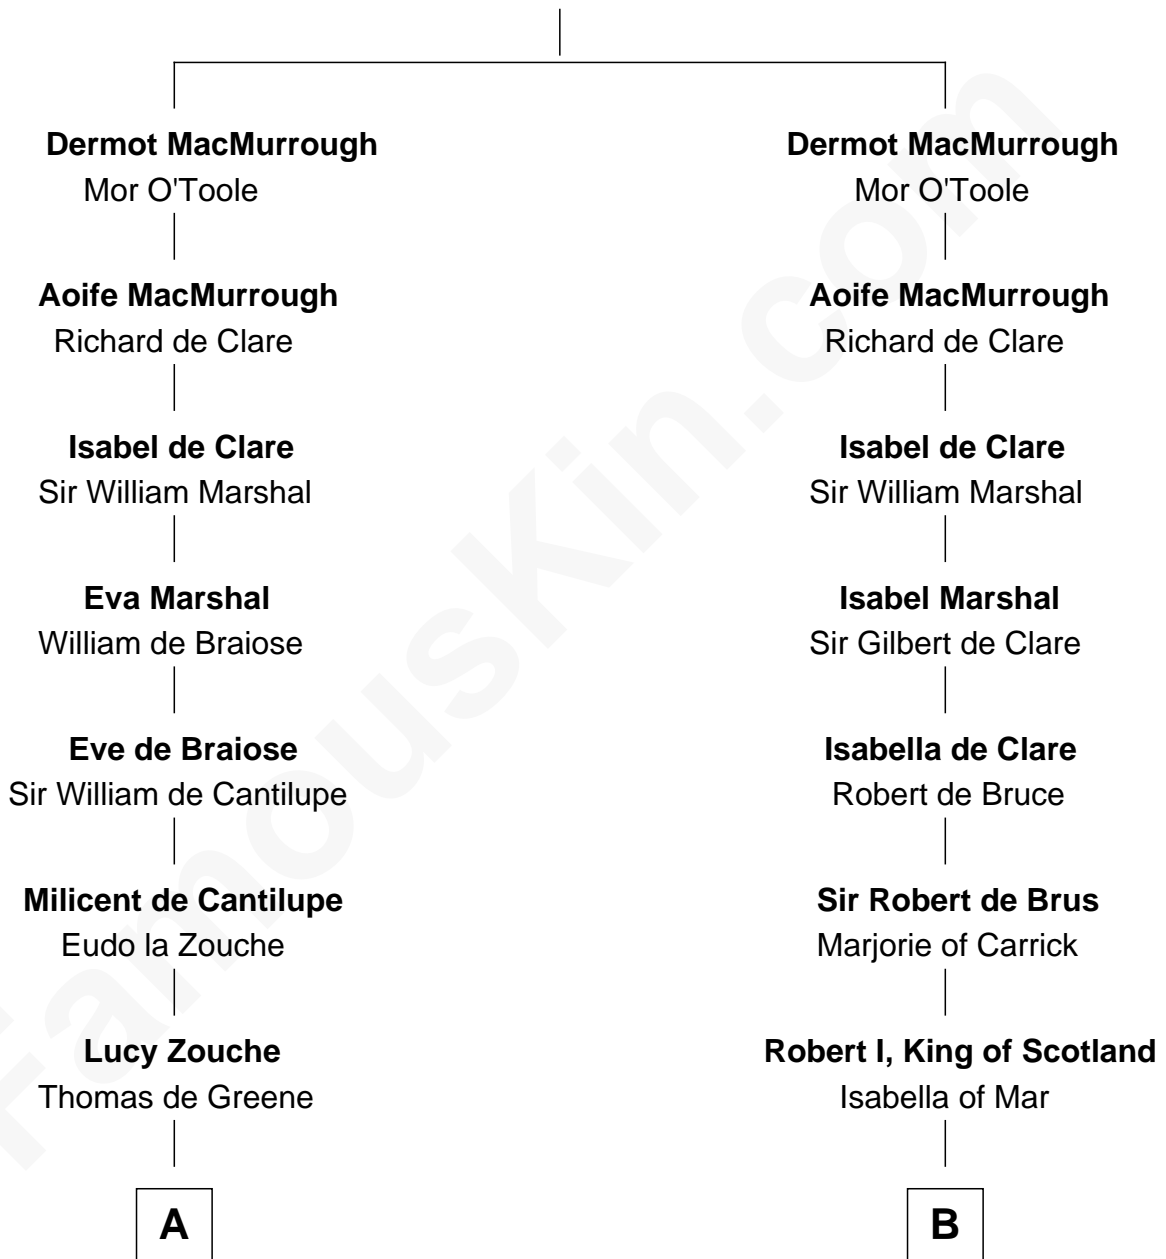 Dermot MacMurrough
Mor O'Toole
Aoife MacMurrough
Richard de Clare
Isabel de Clare
Sir William Marshal
Eva Marshal
William de Braiose
Eve de Braiose
Sir William de Cantilupe
Milicent de Cantilupe
Eudo la Zouche
Lucy Zouche
Thomas de Greene
A
Dermot MacMurrough
Mor O'Toole
Aoife MacMurrough
Richard de Clare
Isabel de Clare
Sir William Marshal
Isabel Marshal
Sir Gilbert de Clare
Isabella de Clare
Robert de Bruce
Sir Robert de Brus
Marjorie of Carrick
Robert I, King of Scotland
Isabella of Mar
B
FamousKin.com